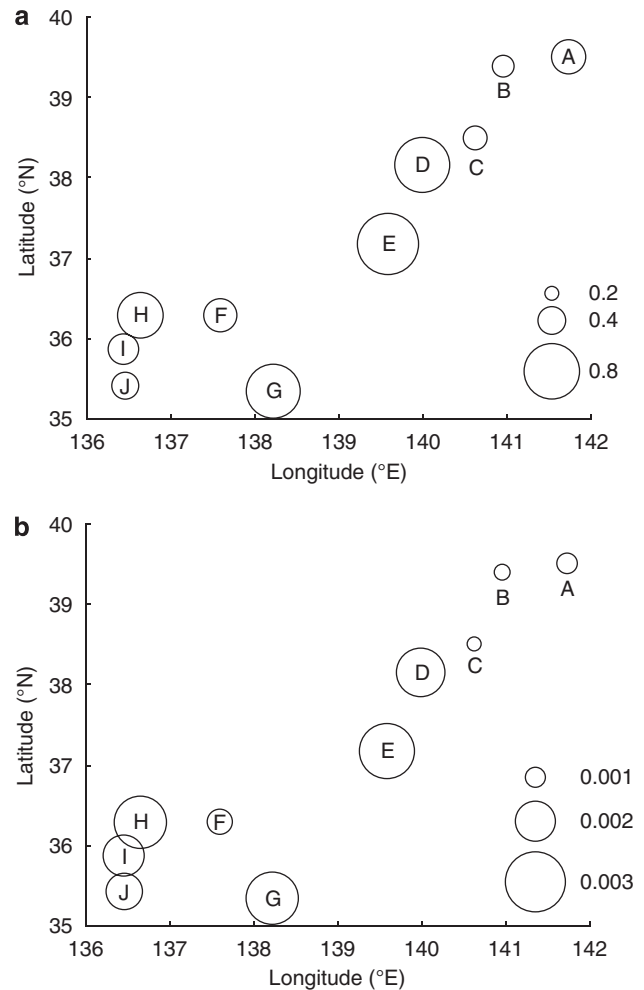 a
40
39
38
37
36
35
Latitude (°N)
A
B
C
D
E
F
G
H
I
J
0.2
0.4
0.8
136 137 138 139 140 141 142
Longitude (°E)
b
40
39
38
37
36
35
Latitude (°N)
A
B
C
D
E
F
G
H
I
J
0.001
0.002
0.003
136 137 138 139 140 141 142
Longitude (°E)